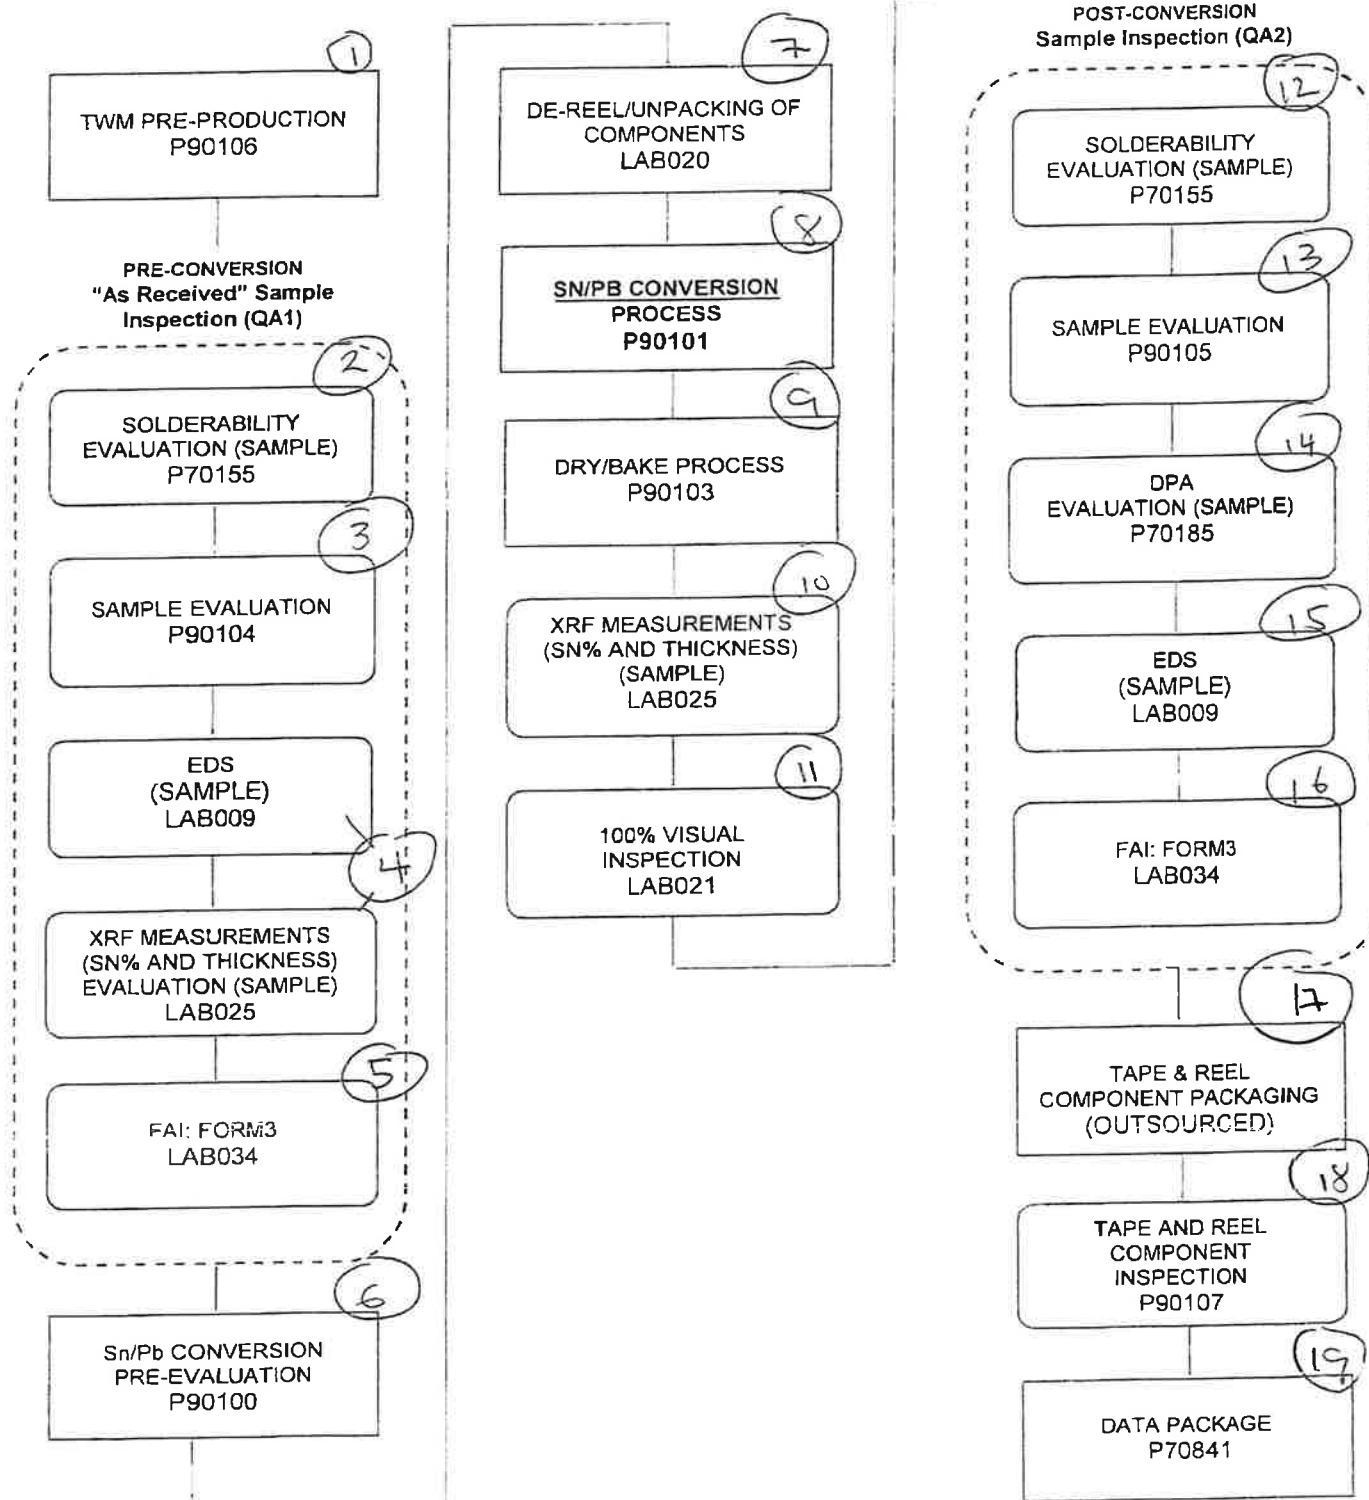 1
TWM PRE-PRODUCTION
P90106
PRE-CONVERSION
"As Received" Sample
Inspection (QA1)
2
SOLDERABILITY
EVALUATION (SAMPLE)
P70155
3
SAMPLE EVALUATION
P90104
EDS
(SAMPLE)
LAB009
4
XRF MEASUREMENTS
(SN% AND THICKNESS)
EVALUATION (SAMPLE)
LAB025
5
FAI: FORM3
LAB034
6
Sn/Pb CONVERSION
PRE-EVALUATION
P90100
7
DE-REEL/UNPACKING OF
COMPONENTS
LAB020
8
SN/PB CONVERSION
PROCESS
P90101
9
DRY/BAKE PROCESS
P90103
10
XRF MEASUREMENTS
(SN% AND THICKNESS)
(SAMPLE)
LAB025
11
100% VISUAL
INSPECTION
LAB021
POST-CONVERSION
Sample Inspection (QA2)
12
SOLDERABILITY
EVALUATION (SAMPLE)
P70155
13
SAMPLE EVALUATION
P90105
14
DPA
EVALUATION (SAMPLE)
P70185
15
EDS
(SAMPLE)
LAB009
16
FAI: FORM3
LAB034
17
TAPE & REEL
COMPONENT PACKAGING
(OUTSOURCED)
18
TAPE AND REEL
COMPONENT
INSPECTION
P90107
19
DATA PACKAGE
P70841